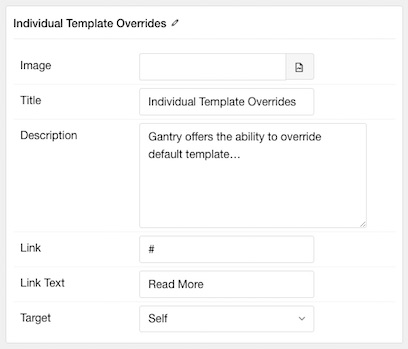 Individual Template Overrides
Image
Title
Individual Template Overrides
Description
Gantry offers the ability to override
default template…
Link
#
Link Text
Read More
Target
Self